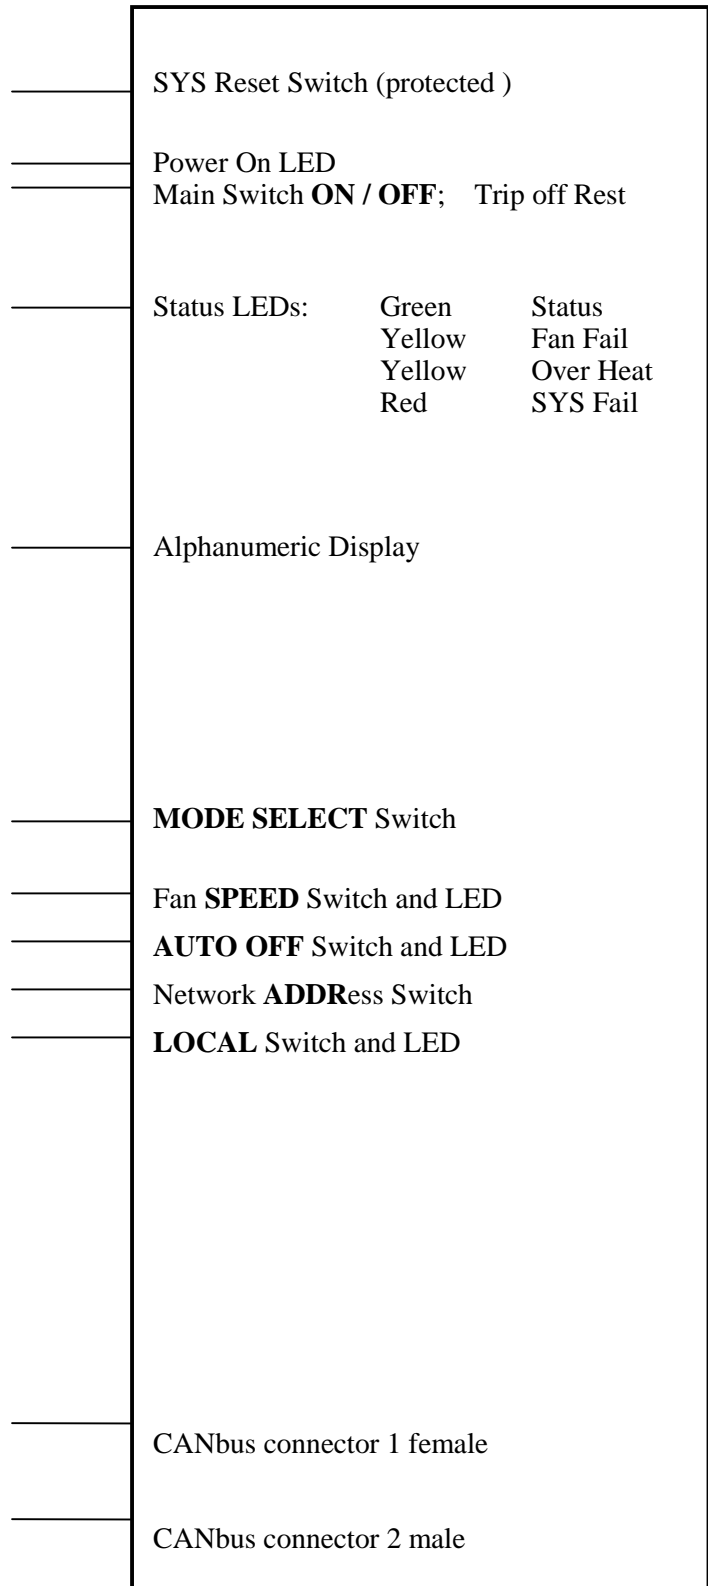 SYS Reset Switch (protected )
Power On LED
Main Switch ON / OFF; Trip off Rest
Status LEDs: Green Status
Yellow Fan Fail
Yellow Over Heat
Red SYS Fail
Alphanumeric Display
MODE SELECT Switch
Fan SPEED Switch and LED
AUTO OFF Switch and LED
Network ADDRess Switch
LOCAL Switch and LED
CANbus connector 1 female
CANbus connector 2 male